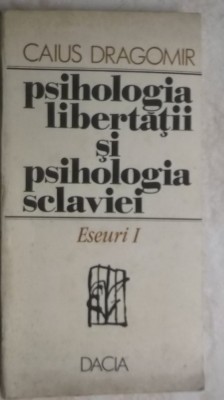 CAIUS DRAGOMIR
psihologia
libertății
și
psihologia
sclaviei
Eseuri I
DACIA